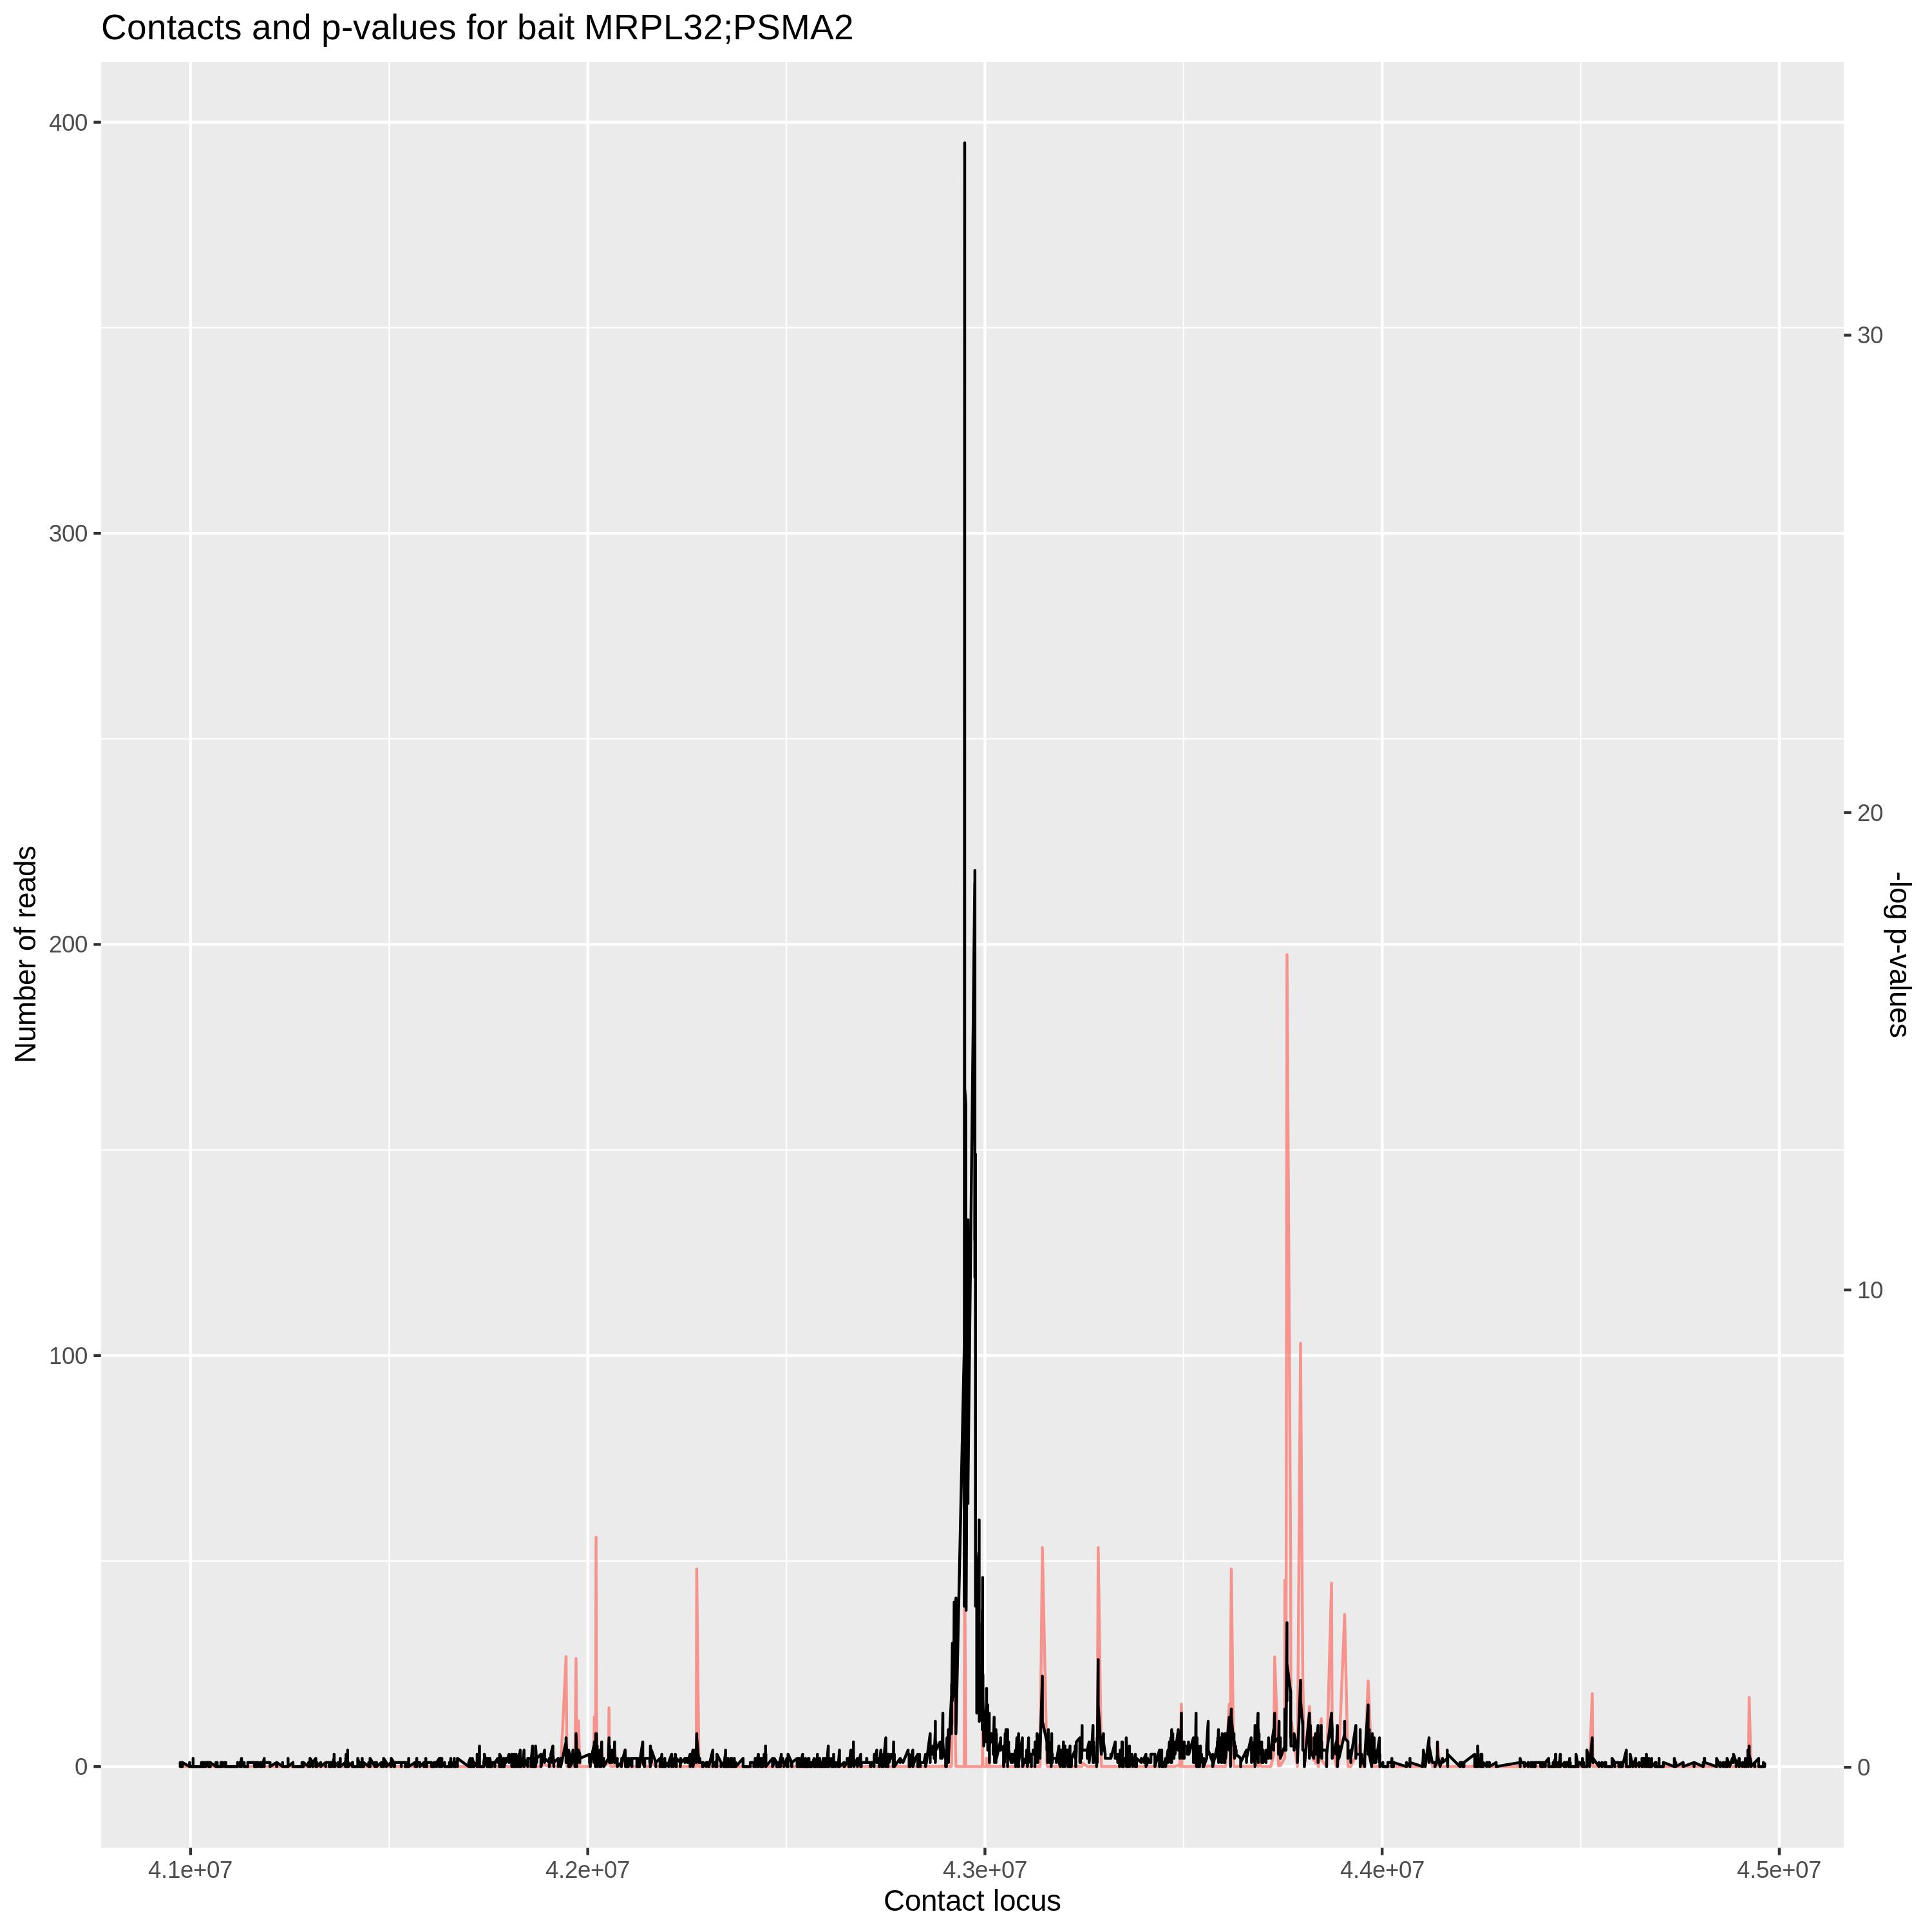 Contacts and p-values for bait MRPL32;PSMA2
400
300
200
100
0
Number of reads
30
20
10
0
-log p-values
4.1e+07
4.2e+07
4.3e+07
4.4e+07
4.5e+07
Contact locus